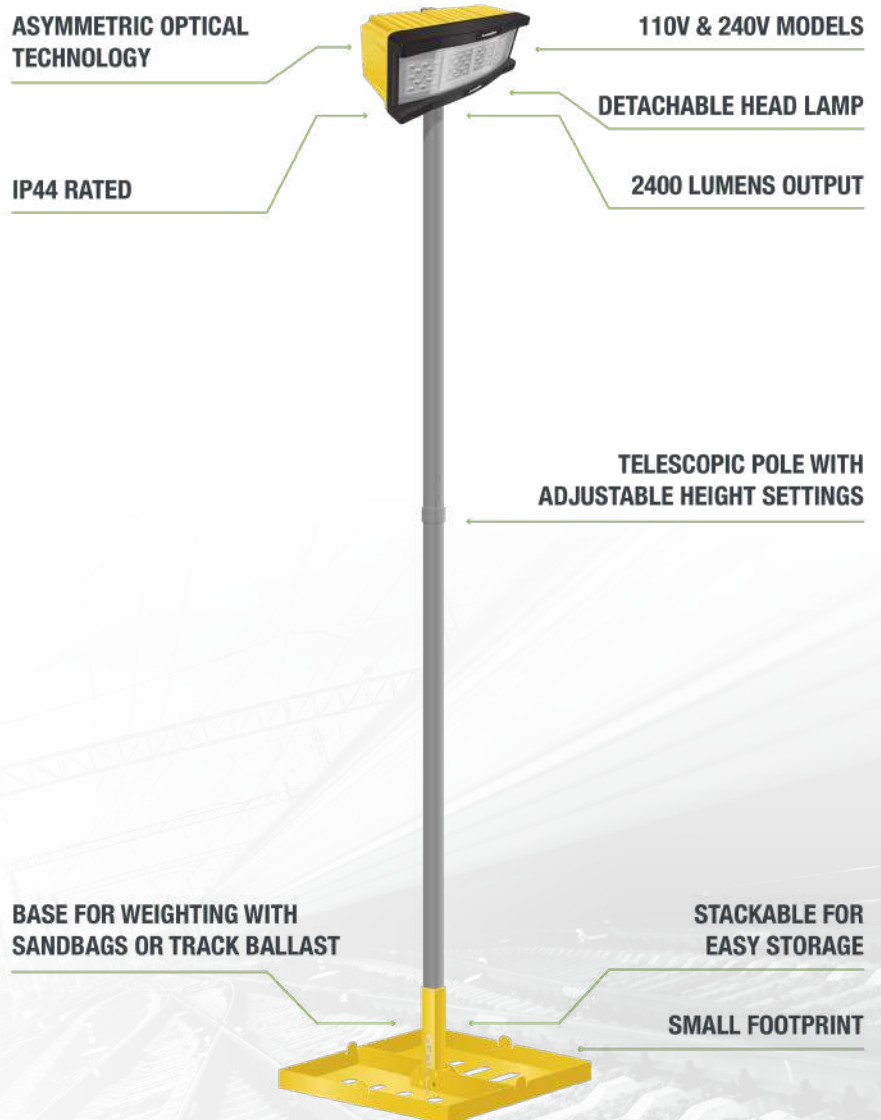 ASYMMETRIC OPTICAL
TECHNOLOGY
110V & 240V MODELS
DETACHABLE HEAD LAMP
IP44 RATED
2400 LUMENS OUTPUT
TELESCOPIC POLE WITH
ADJUSTABLE HEIGHT SETTINGS
BASE FOR WEIGHTING WITH
SANDBAGS OR TRACK BALLAST
STACKABLE FOR
EASY STORAGE
SMALL FOOTPRINT